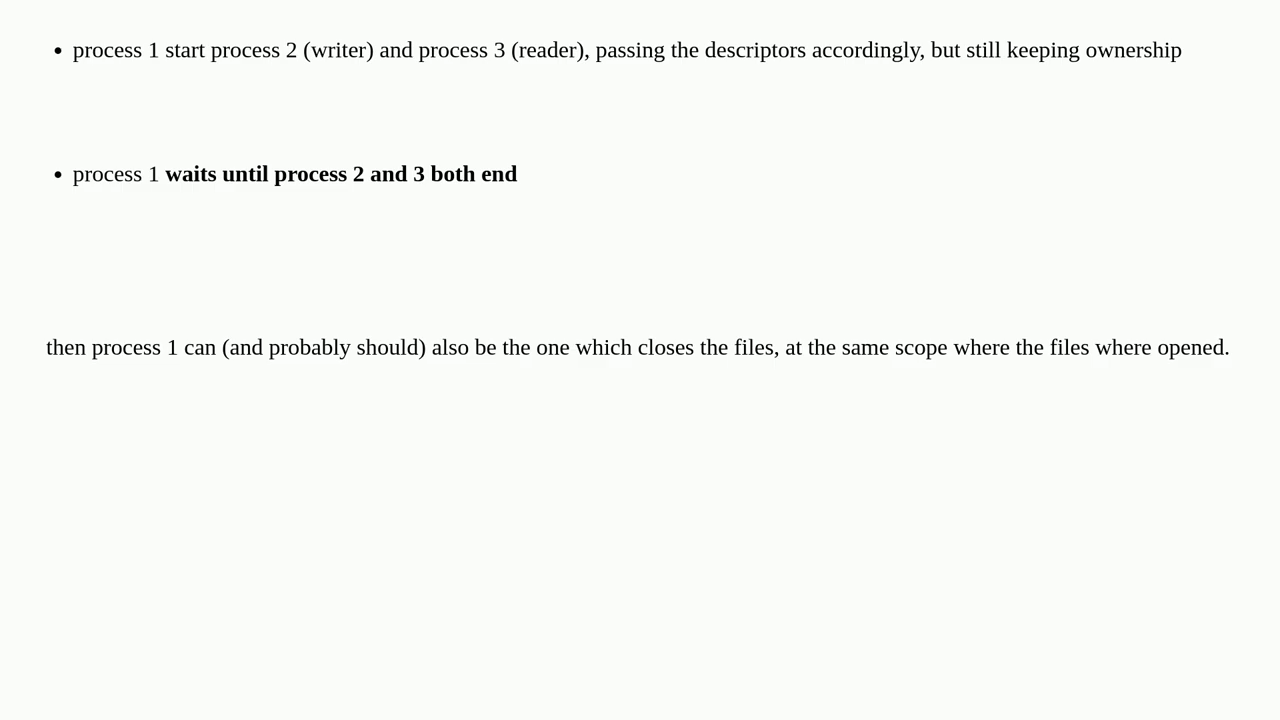 • process 1 start process 2 (writer) and process 3 (reader), passing the descriptors accordingly, but still keeping ownership
• process 1 waits until process 2 and 3 both end
then process 1 can (and probably should) also be the one which closes the files, at the same scope where the files where opened.